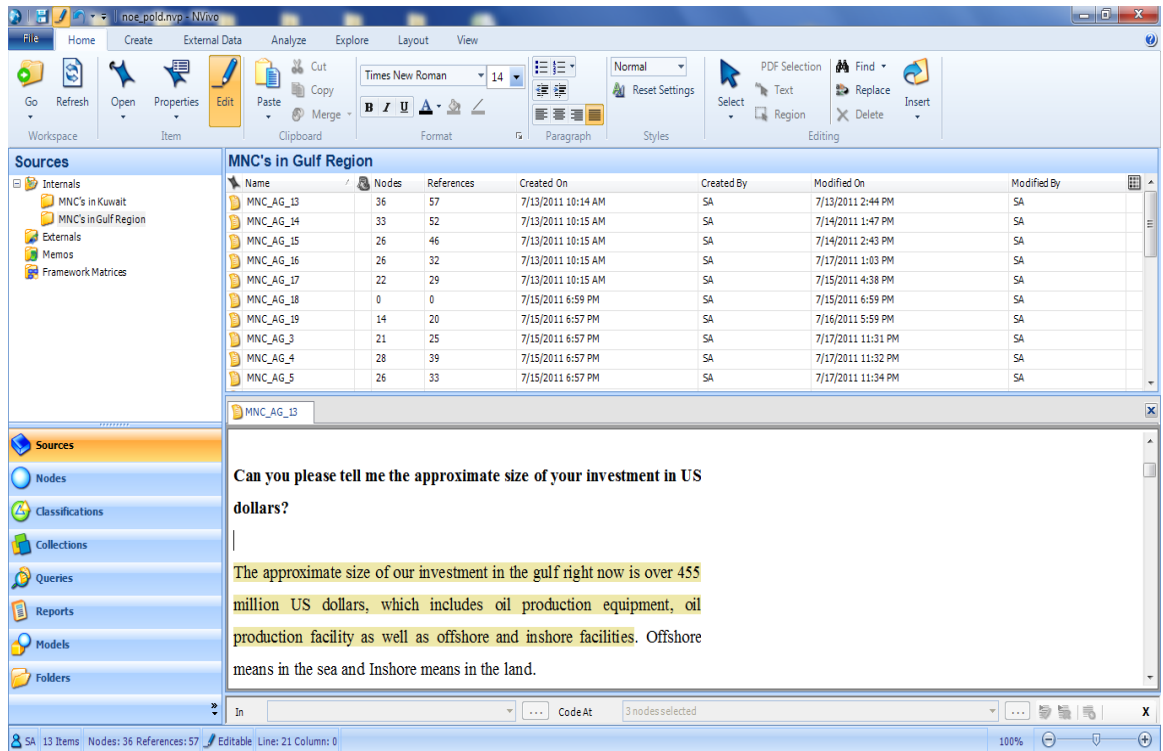 noe_pold.nvp - NVivo
File Home Create External Data Analyze Explore Layout View
Go Refresh Open Properties Edit Paste Cut Copy Merge
Times New Roman 14
B I U A
Normal
Reset Settings
Select
PDF Selection
Text
Region
Find
Replace
Delete
Insert
Workspace Item Clipboard Format Paragraph Styles Editing
Sources
Internals
MNC's in Kuwait
MNC's in Gulf Region
Externals
Memos
Framework Matrices
MNC's in Gulf Region
Name Nodes References Created On Created By Modified On Modified By
MNC_AG_13 36 57 7/13/2011 10:14 AM SA 7/13/2011 2:44 PM SA
MNC_AG_14 33 52 7/13/2011 10:15 AM SA 7/14/2011 1:47 PM SA
MNC_AG_15 26 46 7/13/2011 10:15 AM SA 7/14/2011 2:43 PM SA
MNC_AG_16 26 32 7/13/2011 10:15 AM SA 7/17/2011 1:03 PM SA
MNC_AG_17 22 29 7/13/2011 10:15 AM SA 7/15/2011 4:38 PM SA
MNC_AG_18 0 0 7/15/2011 6:59 PM SA 7/15/2011 6:59 PM SA
MNC_AG_19 14 20 7/15/2011 6:57 PM SA 7/16/2011 5:59 PM SA
MNC_AG_3 21 25 7/15/2011 6:57 PM SA 7/17/2011 11:31 PM SA
MNC_AG_4 28 39 7/15/2011 6:57 PM SA 7/17/2011 11:32 PM SA
MNC_AG_5 26 33 7/15/2011 6:57 PM SA 7/17/2011 11:34 PM SA
Sources
Nodes
Classifications
Collections
Queries
Reports
Models
Folders
MNC_AG_13
Can you please tell me the approximate size of your investment in US
dollars?
The approximate size of our investment in the gulf right now is over 455
million US dollars, which includes oil production equipment, oil
production facility as well as offshore and inshore facilities. Offshore
means in the sea and Inshore means in the land.
In ... Code At 3 nodes selected ... X
SA 13 Items Nodes: 36 References: 57 Editable Line: 21 Column: 0 100%